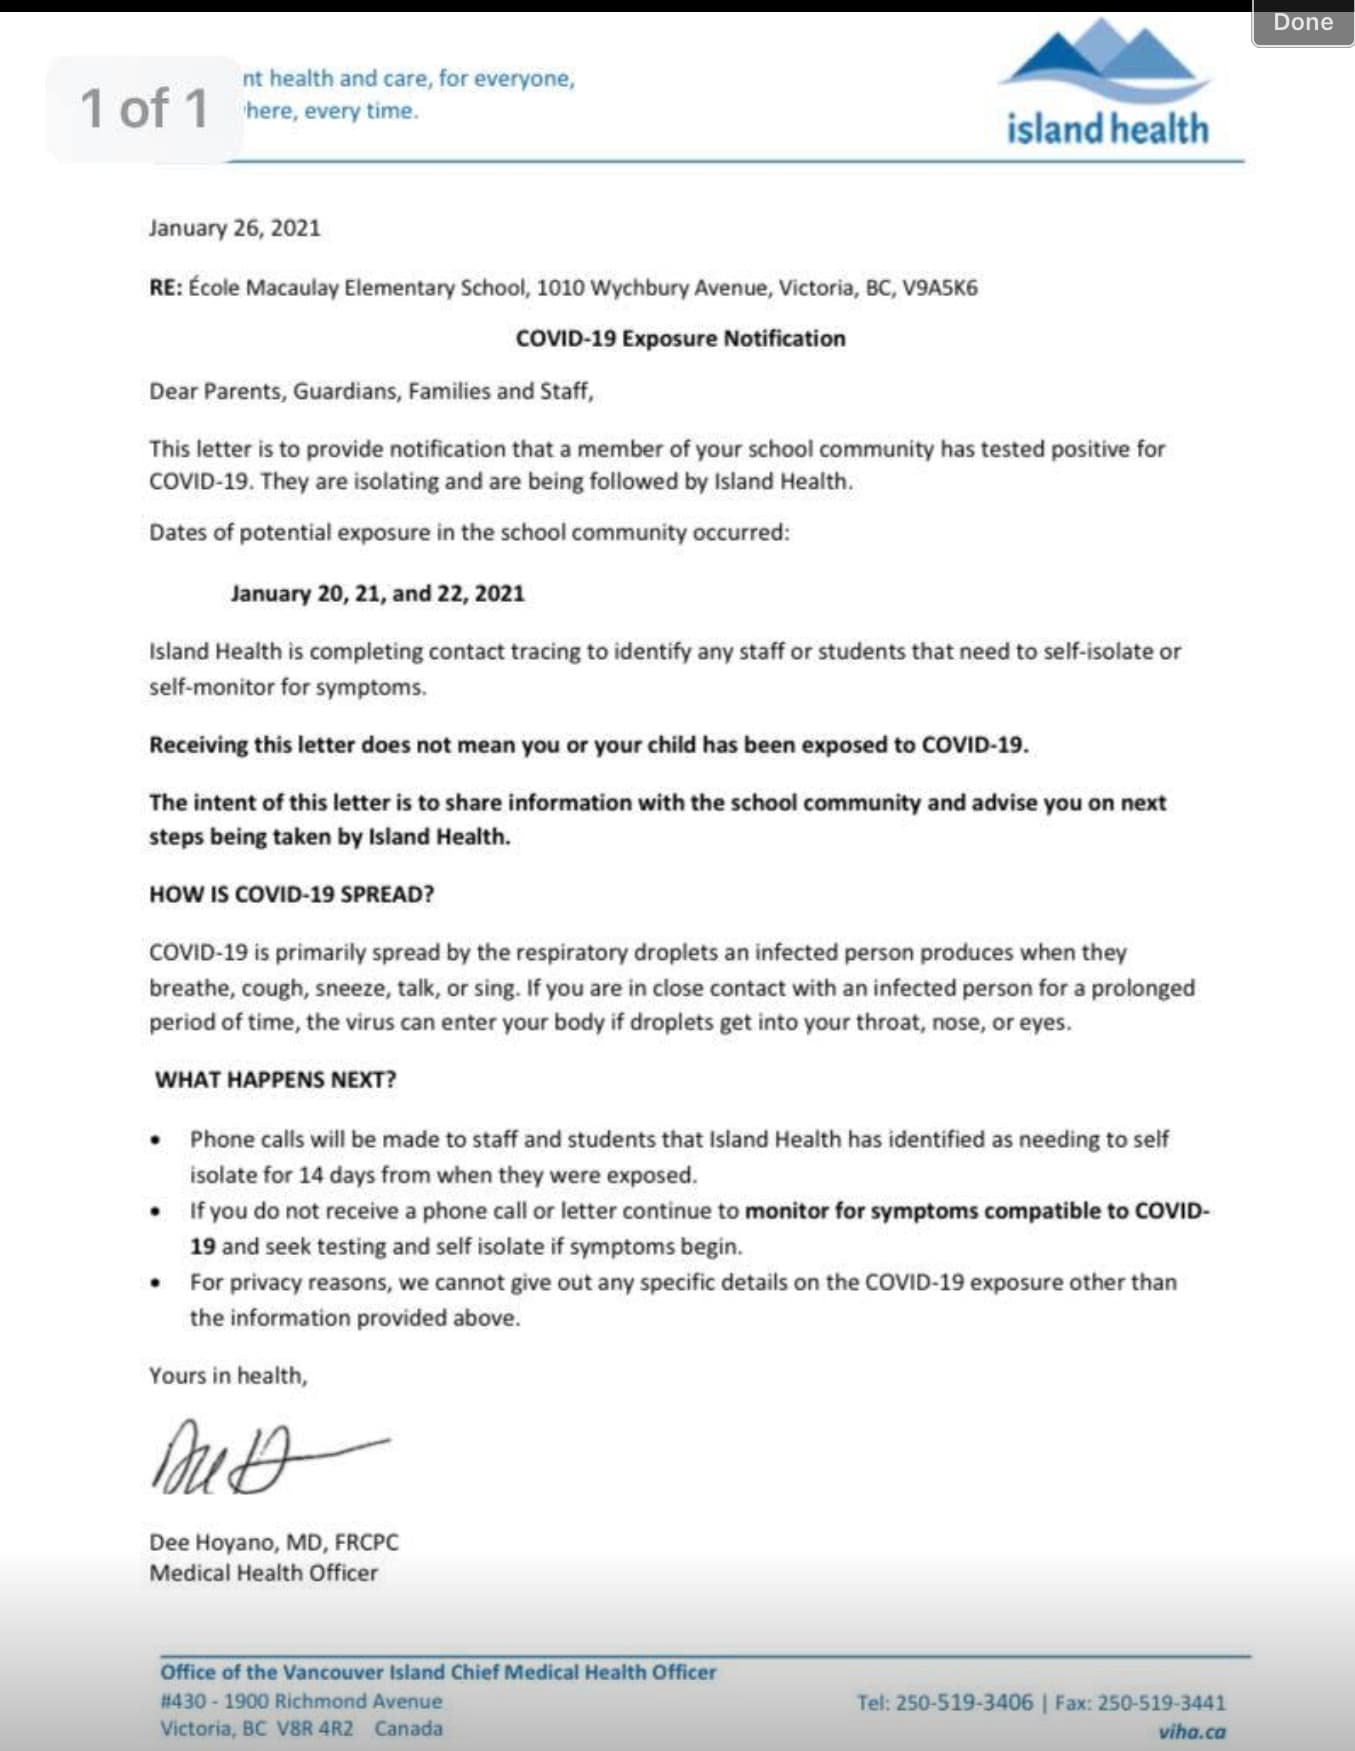 Done
1 of 1
nt health and care, for everyone,
here, every time.
island health
January 26, 2021
RE: École Macaulay Elementary School, 1010 Wychbury Avenue, Victoria, BC, V9A5K6
COVID-19 Exposure Notification
Dear Parents, Guardians, Families and Staff,
This letter is to provide notification that a member of your school community has tested positive for
COVID-19. They are isolating and are being followed by Island Health.
Dates of potential exposure in the school community occurred:
January 20, 21, and 22, 2021
Island Health is completing contact tracing to identify any staff or students that need to self-isolate or
self-monitor for symptoms.
Receiving this letter does not mean you or your child has been exposed to COVID-19.
The intent of this letter is to share information with the school community and advise you on next
steps being taken by Island Health.
HOW IS COVID-19 SPREAD?
COVID-19 is primarily spread by the respiratory droplets an infected person produces when they
breathe, cough, sneeze, talk, or sing. If you are in close contact with an infected person for a prolonged
period of time, the virus can enter your body if droplets get into your throat, nose, or eyes.
WHAT HAPPENS NEXT?
• Phone calls will be made to staff and students that Island Health has identified as needing to self
isolate for 14 days from when they were exposed.
• If you do not receive a phone call or letter continue to monitor for symptoms compatible to COVID-
19 and seek testing and self isolate if symptoms begin.
• For privacy reasons, we cannot give out any specific details on the COVID-19 exposure other than
the information provided above.
Yours in health,
Dee Hoyano, MD, FRCPC
Medical Health Officer
Office of the Vancouver Island Chief Medical Health Officer
#430 - 1900 Richmond Avenue
Victoria, BC V8R 4R2 Canada
Tel: 250-519-3406 | Fax: 250-519-3441
viha.ca